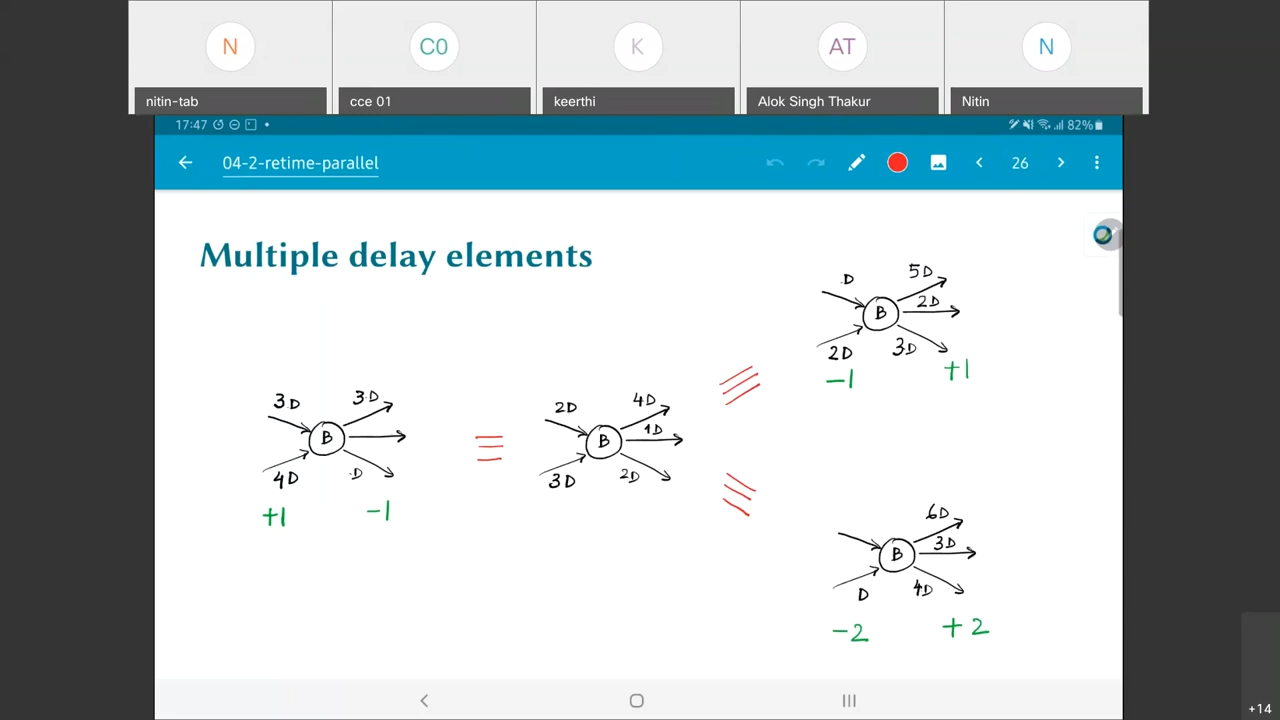 N
C0
K
AT
N
nitin-tab
cce 01
keerthi
Alok Singh Thakur
Nitin
17:47
82%
04-2-retime-parallel
26
Multiple delay elements
D
5D
B
2D
2D
3D
-1
+1
3D
3D
B
4D
D
+1
-1
2D
4D
B
1D
3D
2D
6D
B
3D
D
4D
-2
+2
+14